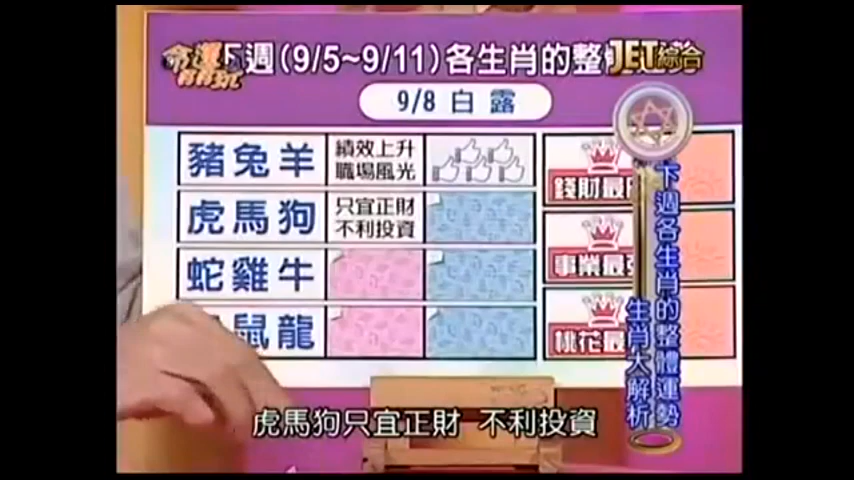 下週(9/5~9/11)各生肖的整
命運
JET綜合
9/8 白露
豬兔羊
績效上升
職場風光
虎馬狗
只宜正財
不利投資
蛇雞牛
鼠龍
錢財最
事業最
桃花最
下週各生肖的整體運勢
生肖大解析
虎馬狗只宜正財 不利投資